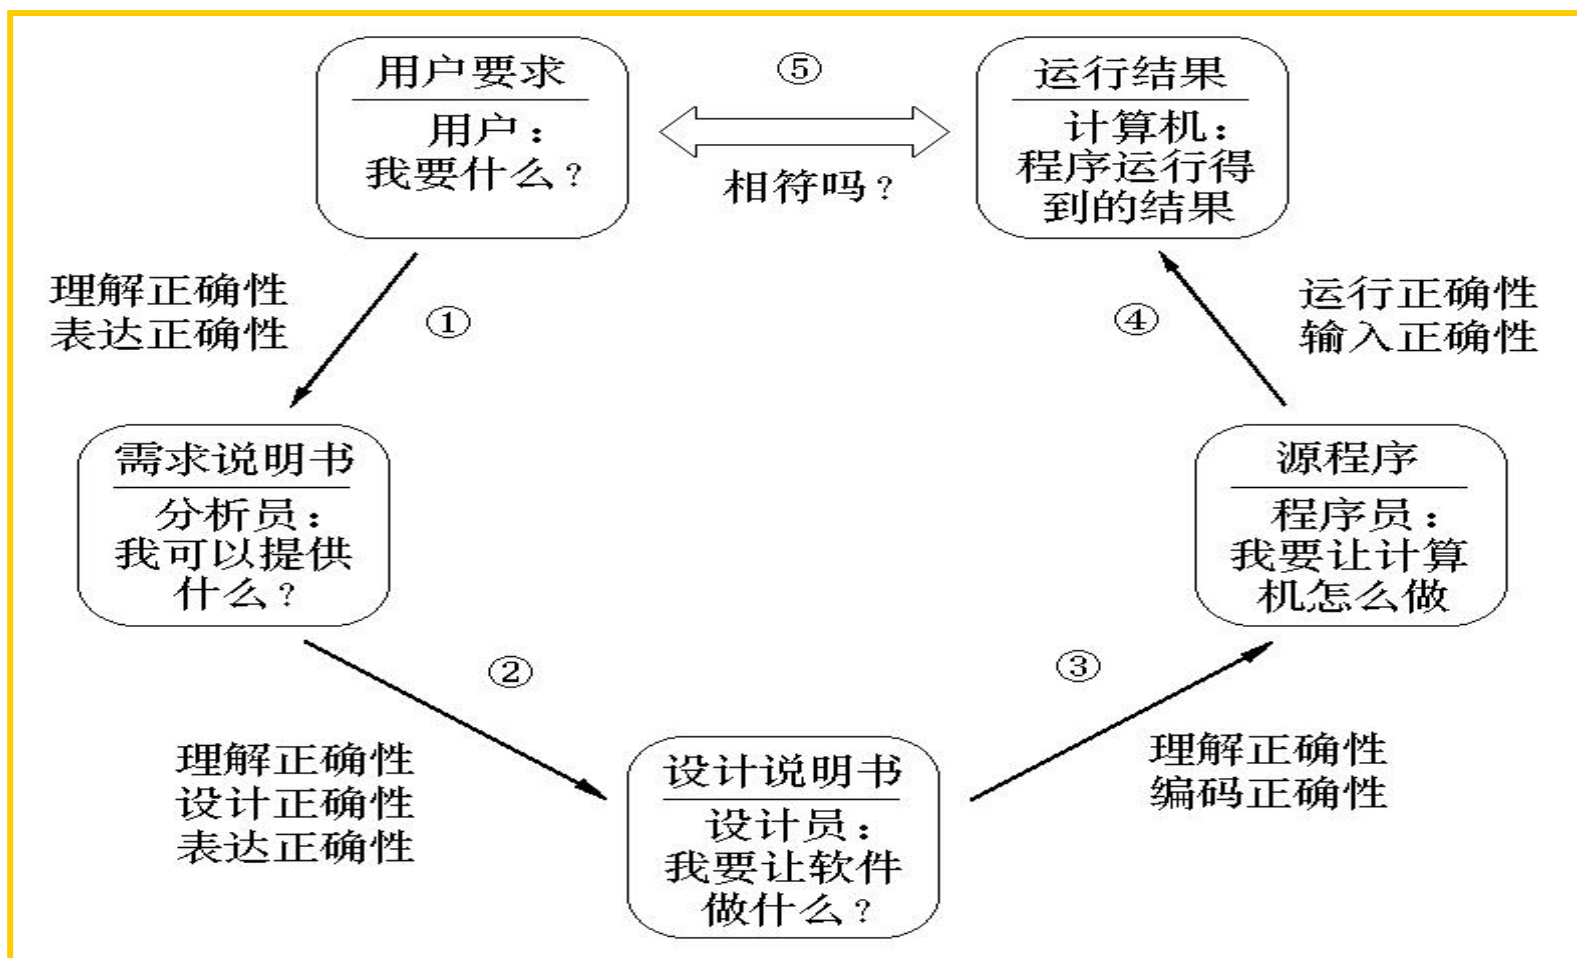 用户要求
用户：
我要什么？
⑤
相符吗？
运行结果
计算机：
程序运行得
到的结果
理解正确性
表达正确性
①
④
运行正确性
输入正确性
需求说明书
分析员：
我可以提供
什么？
源程序
程序员：
我要让计算
机怎么做
②
③
理解正确性
设计正确性
表达正确性
设计说明书
设计员：
我要让软件
做什么？
理解正确性
编码正确性